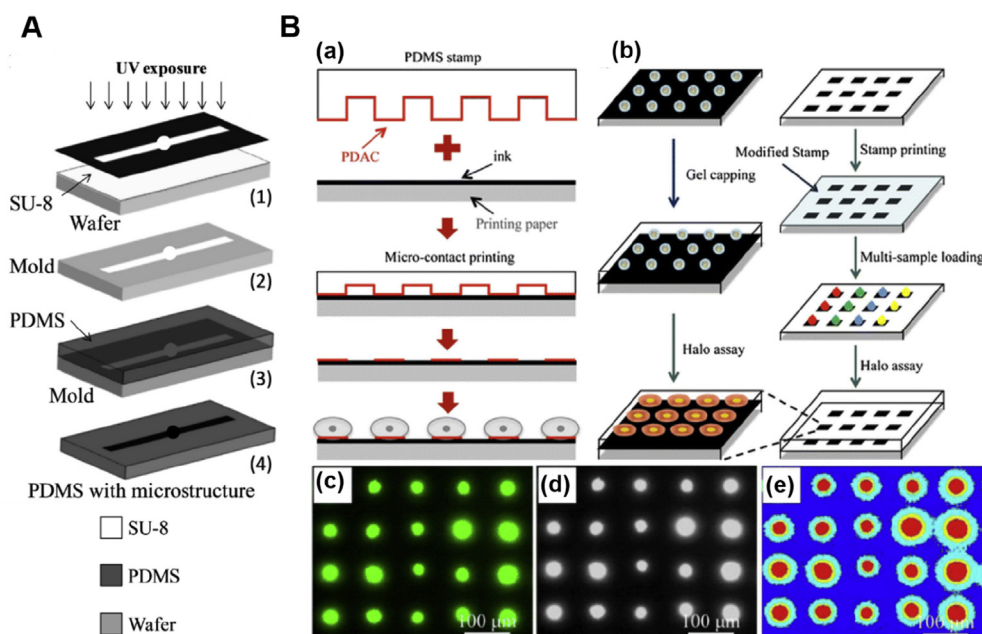 A
UV exposure
SU-8
Wafer
(1)
Mold
(2)
PDMS
Mold
(3)
(4)
PDMS with microstructure
SU-8
PDMS
Wafer
B
(a)
PDMS stamp
PDAC
ink
Printing paper
Micro-contact printing
(b)
Gel capping
Halo assay
Modified Stamp
Stamp printing
Multi-sample loading
Halo assay
(c)
100 μm
(d)
100 μm
(e)
100 μm